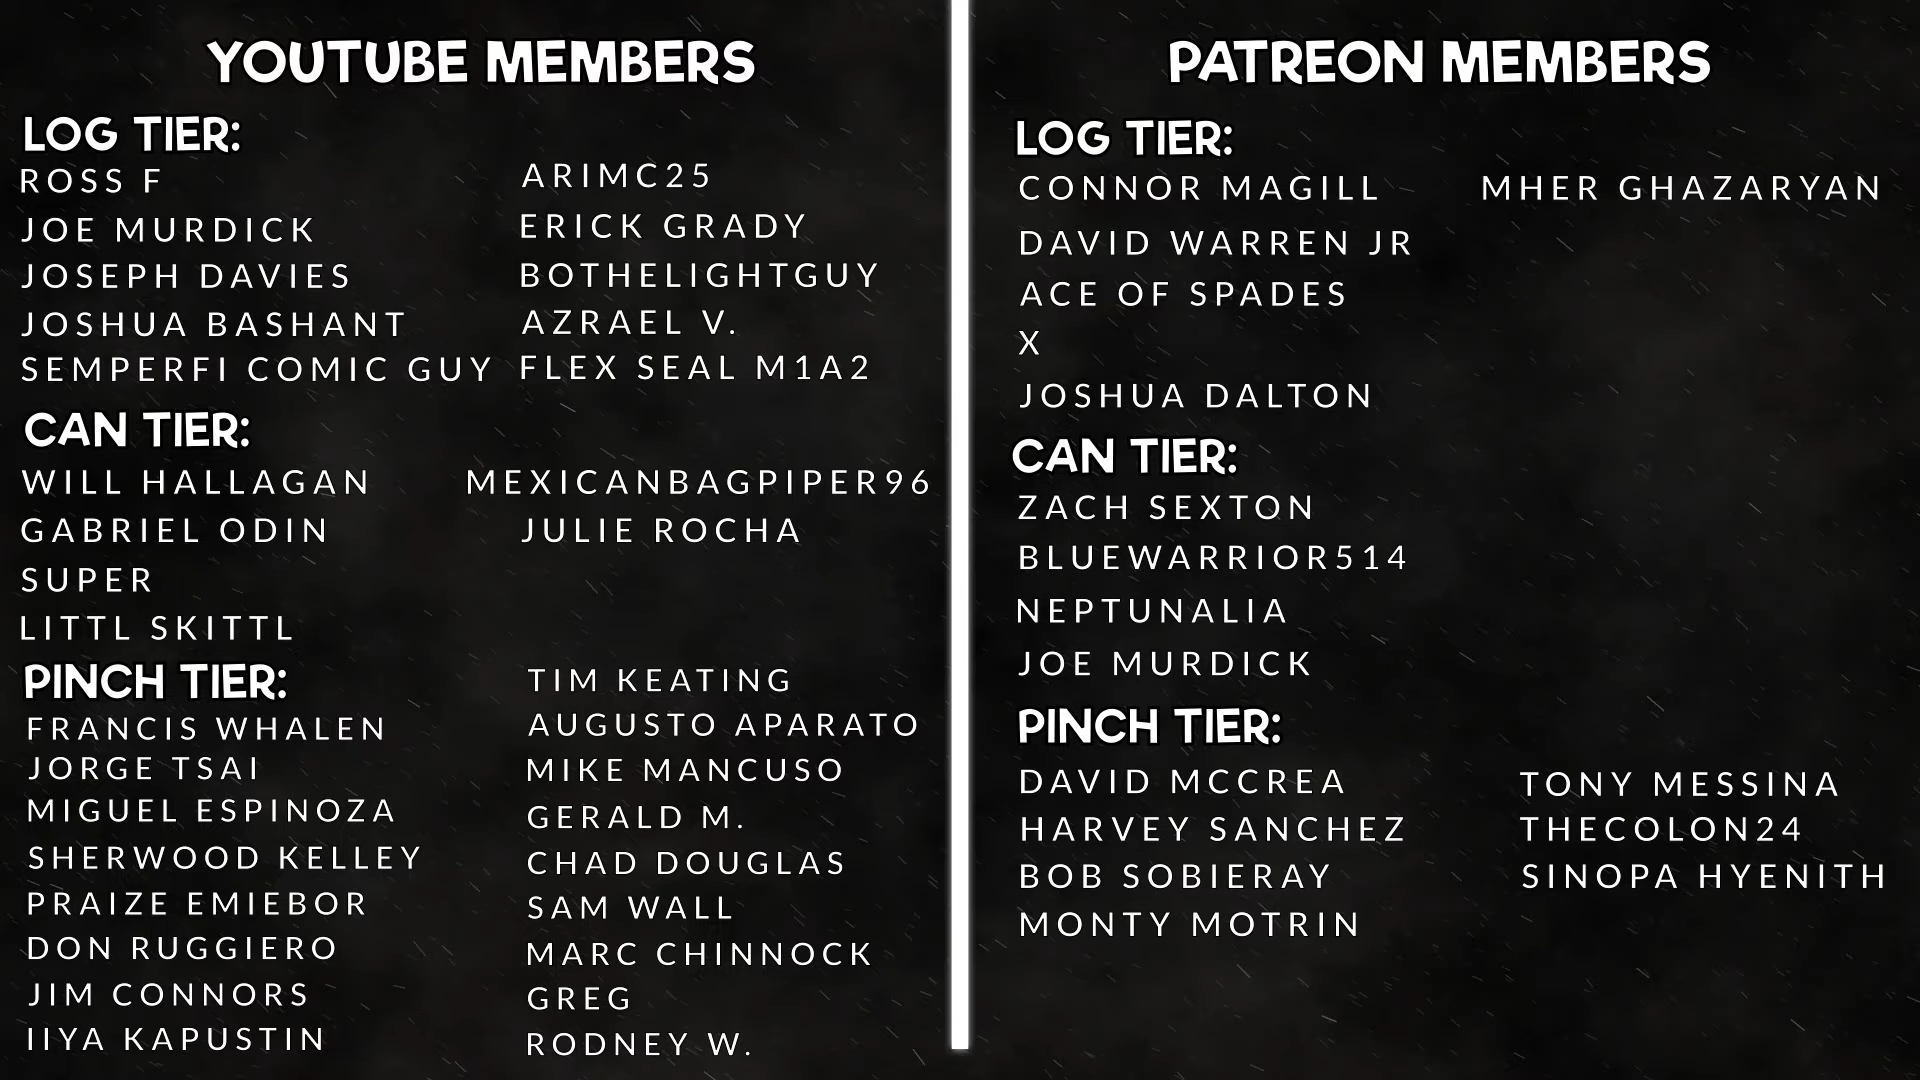 YOUTUBE MEMBERS
LOG TIER:
ROSS F
JOE MURDICK
JOSEPH DAVIES
JOSHUA BASHANT
SEMPERFI COMIC GUY
ARIMC25
ERICK GRADY
BOTHELIGHTGUY
AZRAEL V.
FLEX SEAL M1A2
CAN TIER:
WILL HALLAGAN
GABRIEL ODIN
SUPER
LITTL SKITTL
MEXICANBAGPIPER96
JULIE ROCHA
PINCH TIER:
FRANCIS WHALEN
JORGE TSAI
MIGUEL ESPINOZA
SHERWOOD KELLEY
PRAIZE EMIEBOR
DON RUGGIERO
JIM CONNORS
IIYA KAPUSTIN
TIM KEATING
AUGUSTO APARATO
MIKE MANCUSO
GERALD M.
CHAD DOUGLAS
SAM WALL
MARC CHINNOCK
GREG
RODNEY W.
PATREON MEMBERS
LOG TIER:
CONNOR MAGILL
DAVID WARREN JR
ACE OF SPADES
X
JOSHUA DALTON
MHER GHAZARYAN
CAN TIER:
ZACH SEXTON
BLUEWARRIOR514
NEPTUNALIA
JOE MURDICK
PINCH TIER:
DAVID MCCREA
HARVEY SANCHEZ
BOB SOBIERAY
MONTY MOTRIN
TONY MESSINA
THECOLON24
SINOPA HYENITH